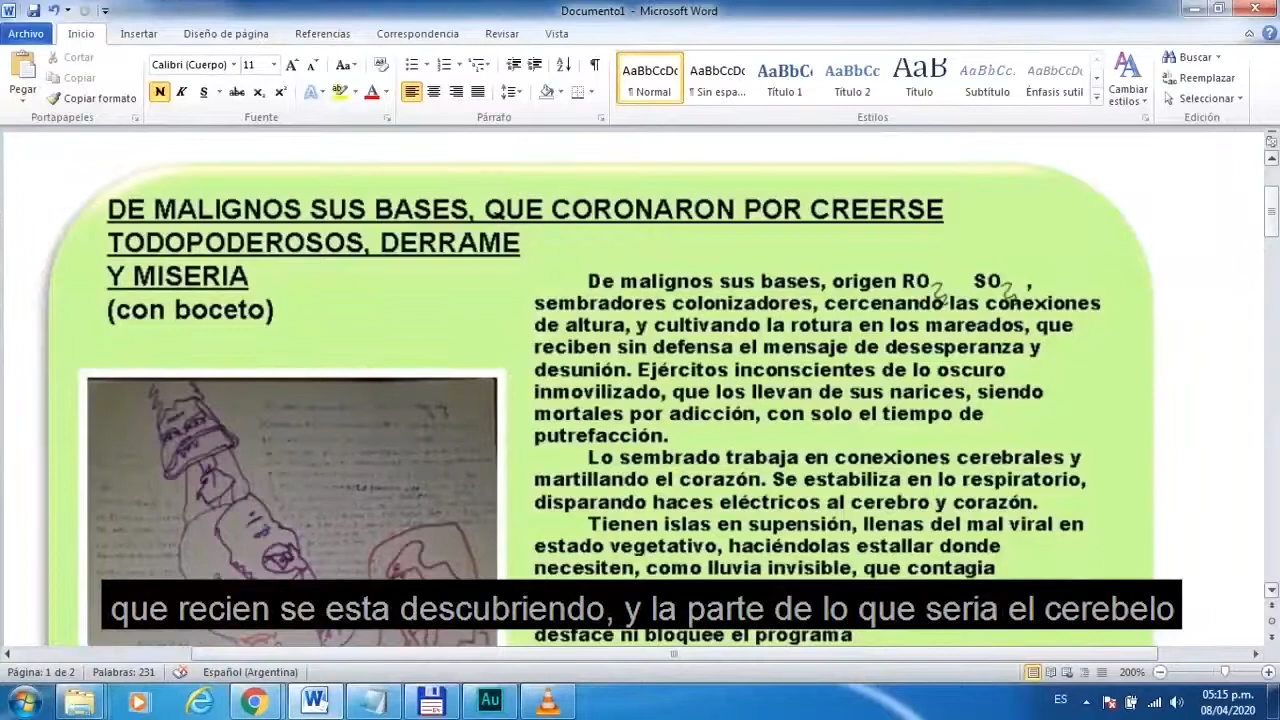 Documento1 - Microsoft Word
Archivo Inicio Insertar Diseño de página Referencias Correspondencia Revisar Vista
Pegar
Cortar
Copiar
Copiar formato
Portapapeles
Calibri (Cuerpo) 11
Fuente
Párrafo
AaBbCcDc AaBbCcDc AaBbC AaBbCc AaB AaBbCc. AaBbCcDc
¶ Normal ¶ Sin espa... Título 1 Título 2 Título Subtítulo Énfasis sutil
Cambiar estilos
Estilos
Buscar
Reemplazar
Seleccionar
Edición
DE MALIGNOS SUS BASES, QUE CORONARON POR CREERSE
TODOPODEROSOS, DERRAME
Y MISERIA
(con boceto)
De malignos sus bases, origen RO SO ,
sembradores colonizadores, cercenando las conexiones
de altura, y cultivando la rotura en los mareados, que
reciben sin defensa el mensaje de desesperanza y
desunión. Ejércitos inconscientes de lo oscuro
inmovilizado, que los llevan de sus narices, siendo
mortales por adicción, con solo el tiempo de
putrefacción.
Lo sembrado trabaja en conexiones cerebrales y
martillando el corazón. Se estabiliza en lo respiratorio,
disparando haces eléctricos al cerebro y corazón.
Tienen islas en supensión, llenas del mal viral en
estado vegetativo, haciéndolas estallar donde
necesiten, como lluvia invisible, que contagia
que recien se esta descubriendo, y la parte de lo que seria el cerebelo
desface ni bloquee el programa
Página: 1 de 2 Palabras: 231 Español (Argentina) 200%
ES 05:15 p.m.
08/04/2020